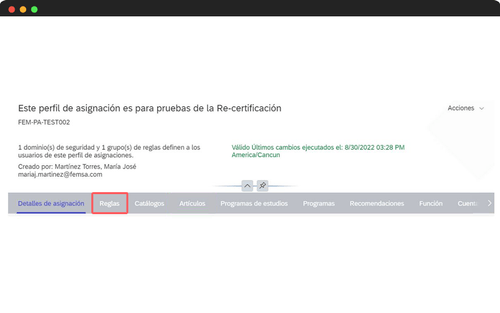 Este perfil de asignación es para pruebas de la Re-certificación
Acciones
FEM-PA-TEST002
1 dominio(s) de seguridad y 1 grupo(s) de reglas definen a los
usuarios de este perfil de asignaciones.
Creado por: Martínez Torres, María José
mariaj.martinez@femsa.com
Válido Últimos cambios ejecutados el: 8/30/2022 03:28 PM
America/Cancun
Detalles de asignación Reglas Catálogos Artículos Programas de estudios Programas Recomendaciones Función Cuent